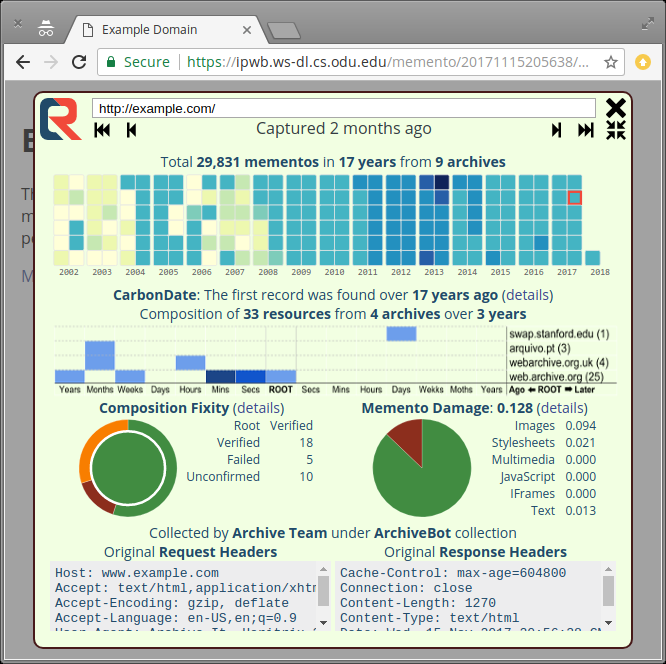 Example Domain
Secure https://ipwb.ws-dl.cs.odu.edu/memento/20171115205638/...
http://example.com/
Captured 2 months ago
Total 29,831 mementos in 17 years from 9 archives
2002 2003 2004 2005 2006 2007 2008 2009 2010 2011 2012 2013 2014 2015 2016 2017 2018
CarbonDate: The first record was found over 17 years ago (details)
Composition of 33 resources from 4 archives over 3 years
swap.stanford.edu (1)
arquivo.pt (3)
webarchive.org.uk (4)
web.archive.org (25)
Years Months Weeks Days Hours Mins Secs ROOT Secs Mins Hours Days Wekks Moths Years Ago ⬅ ROOT ➡ Later
Composition Fixity (details)
Root Verified
Verified 18
Failed 5
Unconfirmed 10
Memento Damage: 0.128 (details)
Images 0.094
Stylesheets 0.021
Multimedia 0.000
JavaScript 0.000
IFrames 0.000
Text 0.013
Collected by Archive Team under ArchiveBot collection
Original Request Headers
Host: www.example.com
Accept: text/html,application/xhtm
Accept-Encoding: gzip, deflate
Accept-Language: en-US,en;q=0.9
Original Response Headers
Cache-Control: max-age=604800
Connection: close
Content-Length: 1270
Content-Type: text/html